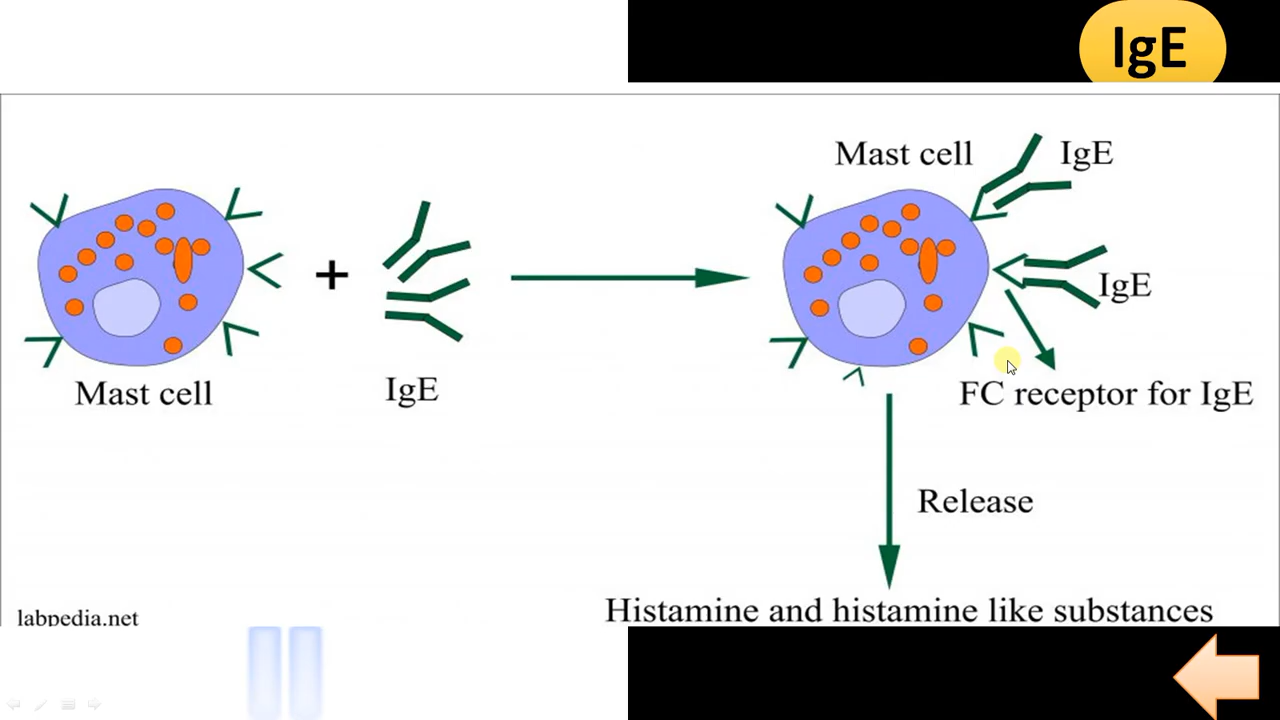 IgE
Mast cell
IgE
IgE
+
Mast cell
IgE
FC receptor for IgE
Release
Histamine and histamine like substances
labpedia.net